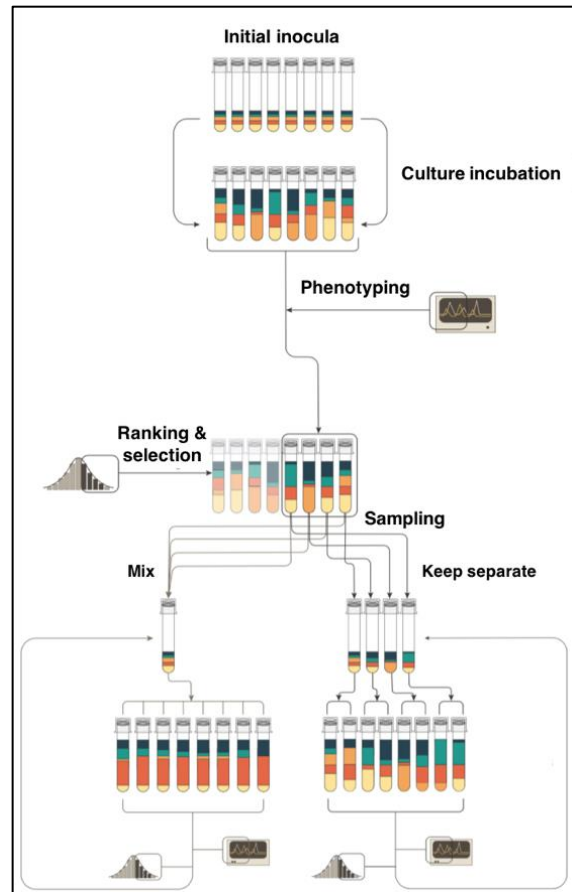 Initial inocula
Culture incubation
Phenotyping
Ranking &
selection
Sampling
Mix
Keep separate